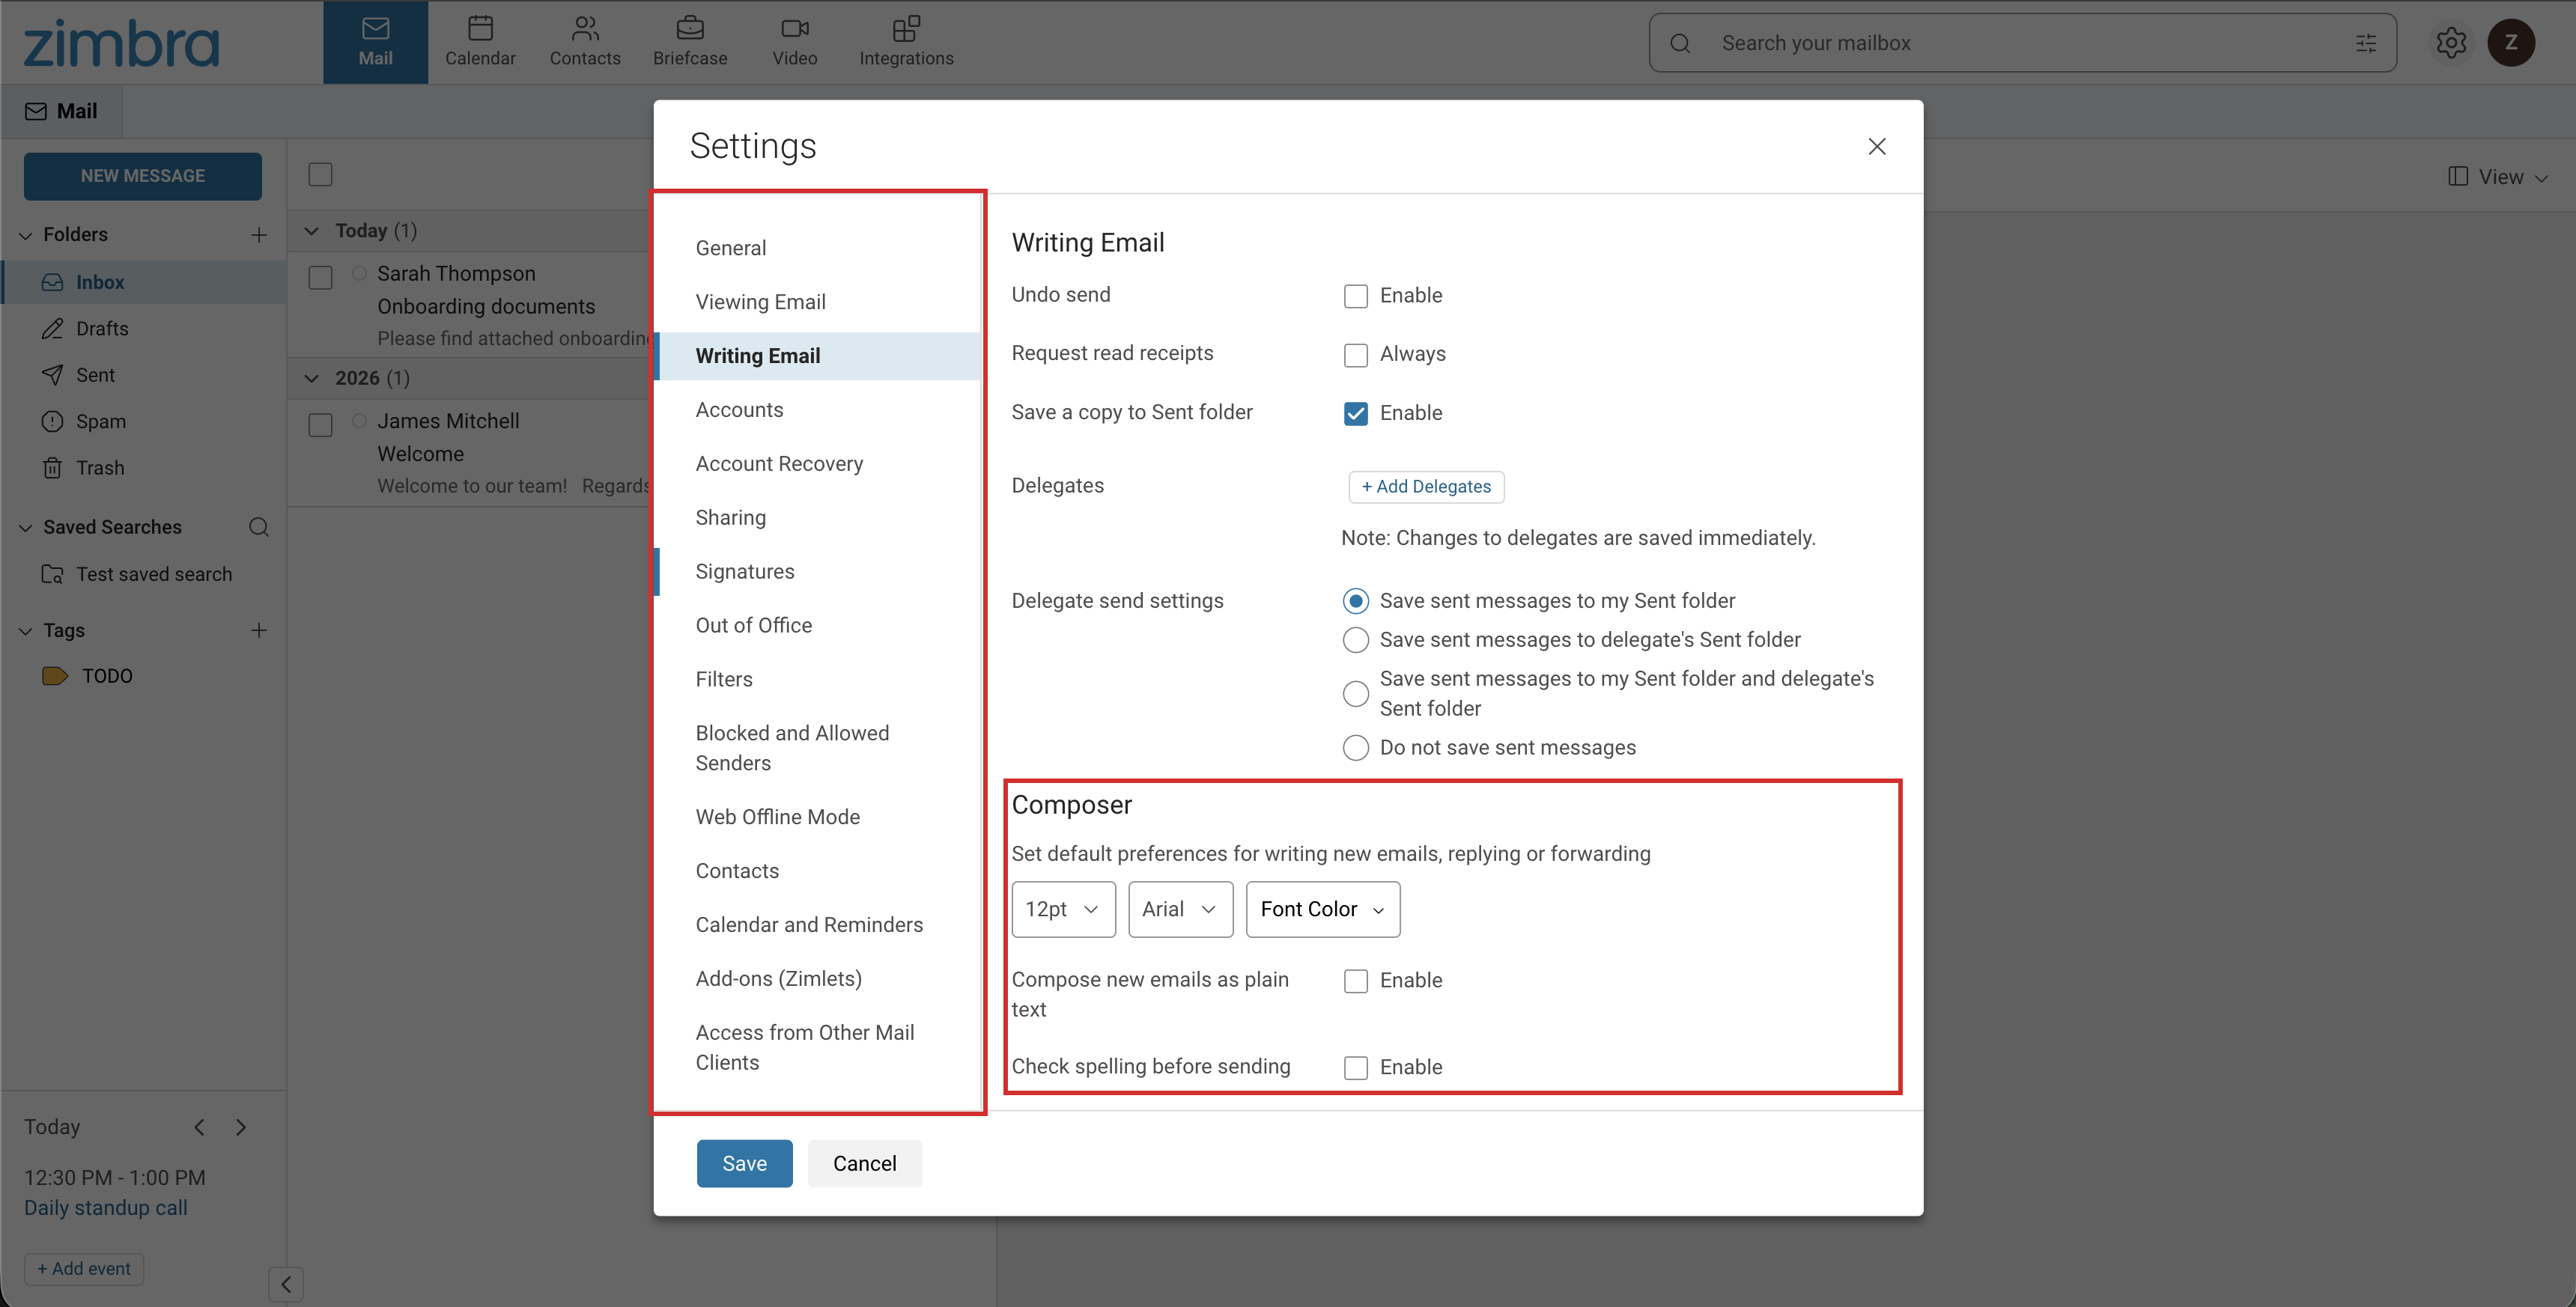 zimbra
Mail
Calendar
Contacts
Briefcase
Video
Integrations
Search your mailbox
Z
Mail
NEW MESSAGE
View
Folders
Inbox
Drafts
Sent
Spam
Trash
Saved Searches
Test saved search
Tags
TODO
Today
12:30 PM - 1:00 PM
Daily standup call
+ Add event
Today (1)
Sarah Thompson
Onboarding documents
Please find attached onboarding
2026 (1)
James Mitchell
Welcome
Welcome to our team! Regards
Settings
General
Viewing Email
Writing Email
Accounts
Account Recovery
Sharing
Signatures
Out of Office
Filters
Blocked and Allowed
Senders
Web Offline Mode
Contacts
Calendar and Reminders
Add-ons (Zimlets)
Access from Other Mail
Clients
Writing Email
Undo send Enable
Request read receipts Always
Save a copy to Sent folder Enable
Delegates + Add Delegates
Note: Changes to delegates are saved immediately.
Delegate send settings Save sent messages to my Sent folder
Save sent messages to delegate's Sent folder
Save sent messages to my Sent folder and delegate's
Sent folder
Do not save sent messages
Composer
Set default preferences for writing new emails, replying or forwarding
12pt Arial Font Color
Compose new emails as plain
text
Enable
Check spelling before sending Enable
Save Cancel